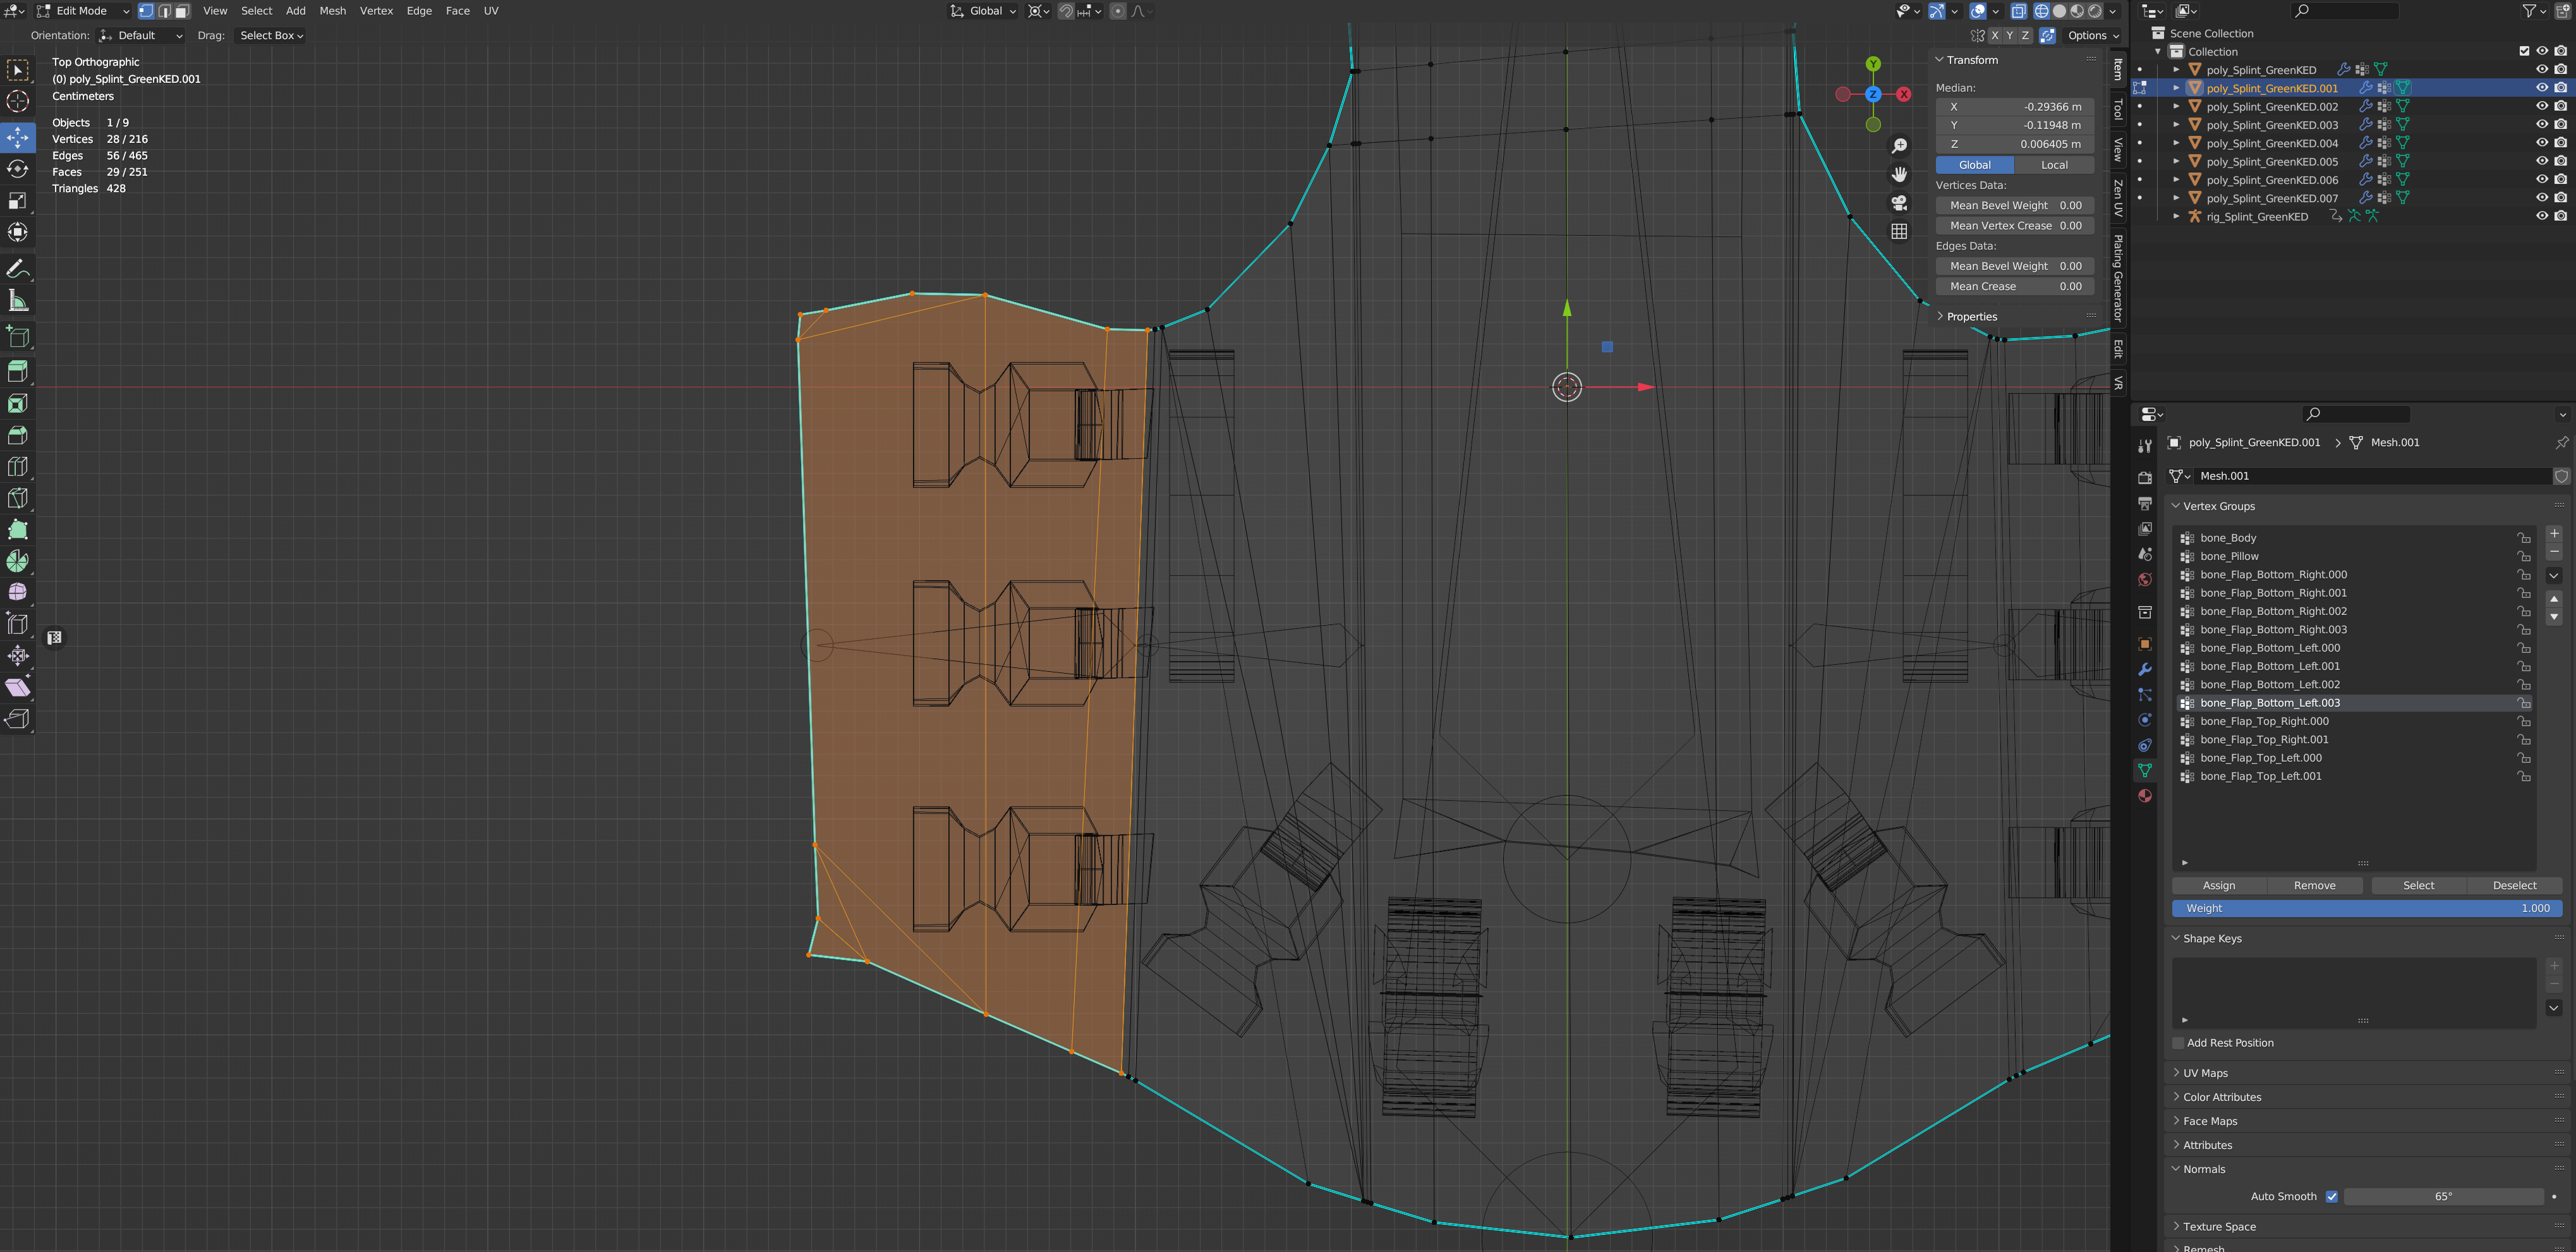 Edit Mode View Select Add Mesh Vertex Edge Face UV Global
Orientation: Default Drag: Select Box X Y Z Options
Top Orthographic
(0) poly_Splint_GreenKED.001
Centimeters
Objects 1 / 9
Vertices 28 / 216
Edges 56 / 465
Faces 29 / 251
Triangles 428
Y
Z X
Transform
Median:
X -0.29366 m
Y -0.11948 m
Z 0.006405 m
Global Local
Vertices Data:
Mean Bevel Weight 0.00
Mean Vertex Crease 0.00
Edges Data:
Mean Bevel Weight 0.00
Mean Crease 0.00
Properties
Item
Tool
View
Zen UV
Plating Generator
Edit
VR
Scene Collection
Collection
poly_Splint_GreenKED
poly_Splint_GreenKED.001
poly_Splint_GreenKED.002
poly_Splint_GreenKED.003
poly_Splint_GreenKED.004
poly_Splint_GreenKED.005
poly_Splint_GreenKED.006
poly_Splint_GreenKED.007
rig_Splint_GreenKED
poly_Splint_GreenKED.001 > Mesh.001
Mesh.001
Vertex Groups
bone_Body
bone_Pillow
bone_Flap_Bottom_Right.000
bone_Flap_Bottom_Right.001
bone_Flap_Bottom_Right.002
bone_Flap_Bottom_Right.003
bone_Flap_Bottom_Left.000
bone_Flap_Bottom_Left.001
bone_Flap_Bottom_Left.002
bone_Flap_Bottom_Left.003
bone_Flap_Top_Right.000
bone_Flap_Top_Right.001
bone_Flap_Top_Left.000
bone_Flap_Top_Left.001
Assign Remove Select Deselect
Weight 1.000
Shape Keys
Add Rest Position
UV Maps
Color Attributes
Face Maps
Attributes
Normals
Auto Smooth 65°
Texture Space
Remesh